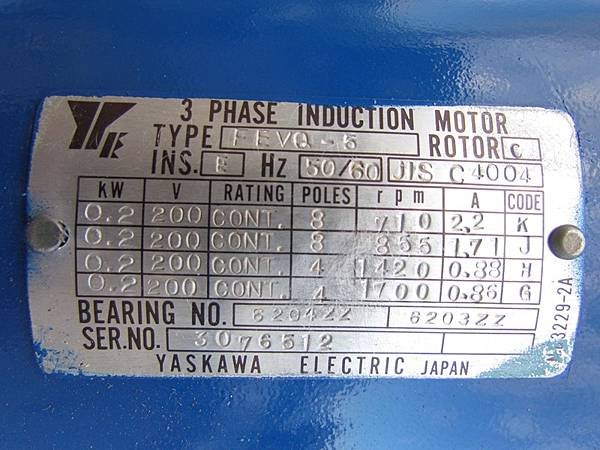 3 PHASE INDUCTION MOTOR
TYPE FEVQ-5 ROTOR C
INS. E Hz 50/60 JIS C 4004
KW V RATING POLES rpm A CODE
0.2 200 CONT. 8 710 2.2 K
0.2 200 CONT. 8 855 1.71 J
0.2 200 CONT. 4 1420 0.88 H
0.2 200 CONT. 4 1700 0.86 G
BEARING NO. 6204ZZ 6203ZZ
SER.NO. 3076512
YASKAWA ELECTRIC JAPAN
3229-2A